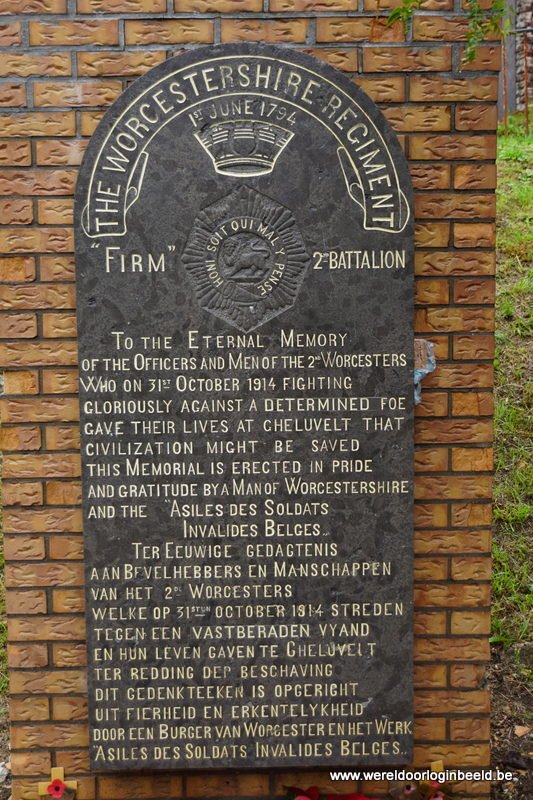 THE WORCESTERSHIRE REGIMENT
1ST JUNE 1794
HONI SOIT QUI MAL Y PENSE
"FIRM" 2ND BATTALION
TO THE ETERNAL MEMORY
OF THE OFFICERS AND MEN OF THE 2ND WORCESTERS
WHO ON 31ST OCTOBER 1914 FIGHTING
GLORIOUSLY AGAINST A DETERMINED FOE
GAVE THEIR LIVES AT GHELUVELT THAT
CIVILIZATION MIGHT BE SAVED
THIS MEMORIAL IS ERECTED IN PRIDE
AND GRATITUDE BY A MAN OF WORCESTERSHIRE
AND THE "ASILES DES SOLDATS
INVALIDES BELGES„
TER EEUWIGE GEDAGTENIS
AAN BEVELHEBBERS EN MANSCHAPPEN
VAN HET 2DE WORCESTERS
WELKE OP 31STEN OCTOBER 1914 STREDEN
TEGEN EEN VASTBERADEN VYAND
EN HUN LEVEN GAVEN TE GHELUVELT
TER REDDING DER BESCHAVING
DIT GEDENKTEEKEN IS OPGERIGHT
UIT FIERHEID EN ERKENTELYKHEID
DOOR EEN BURGER VAN WORCESTER EN HET WERK
"ASILES DES SOLDATS INVALIDES BELGES„
www.wereldoorloginbeeld.be